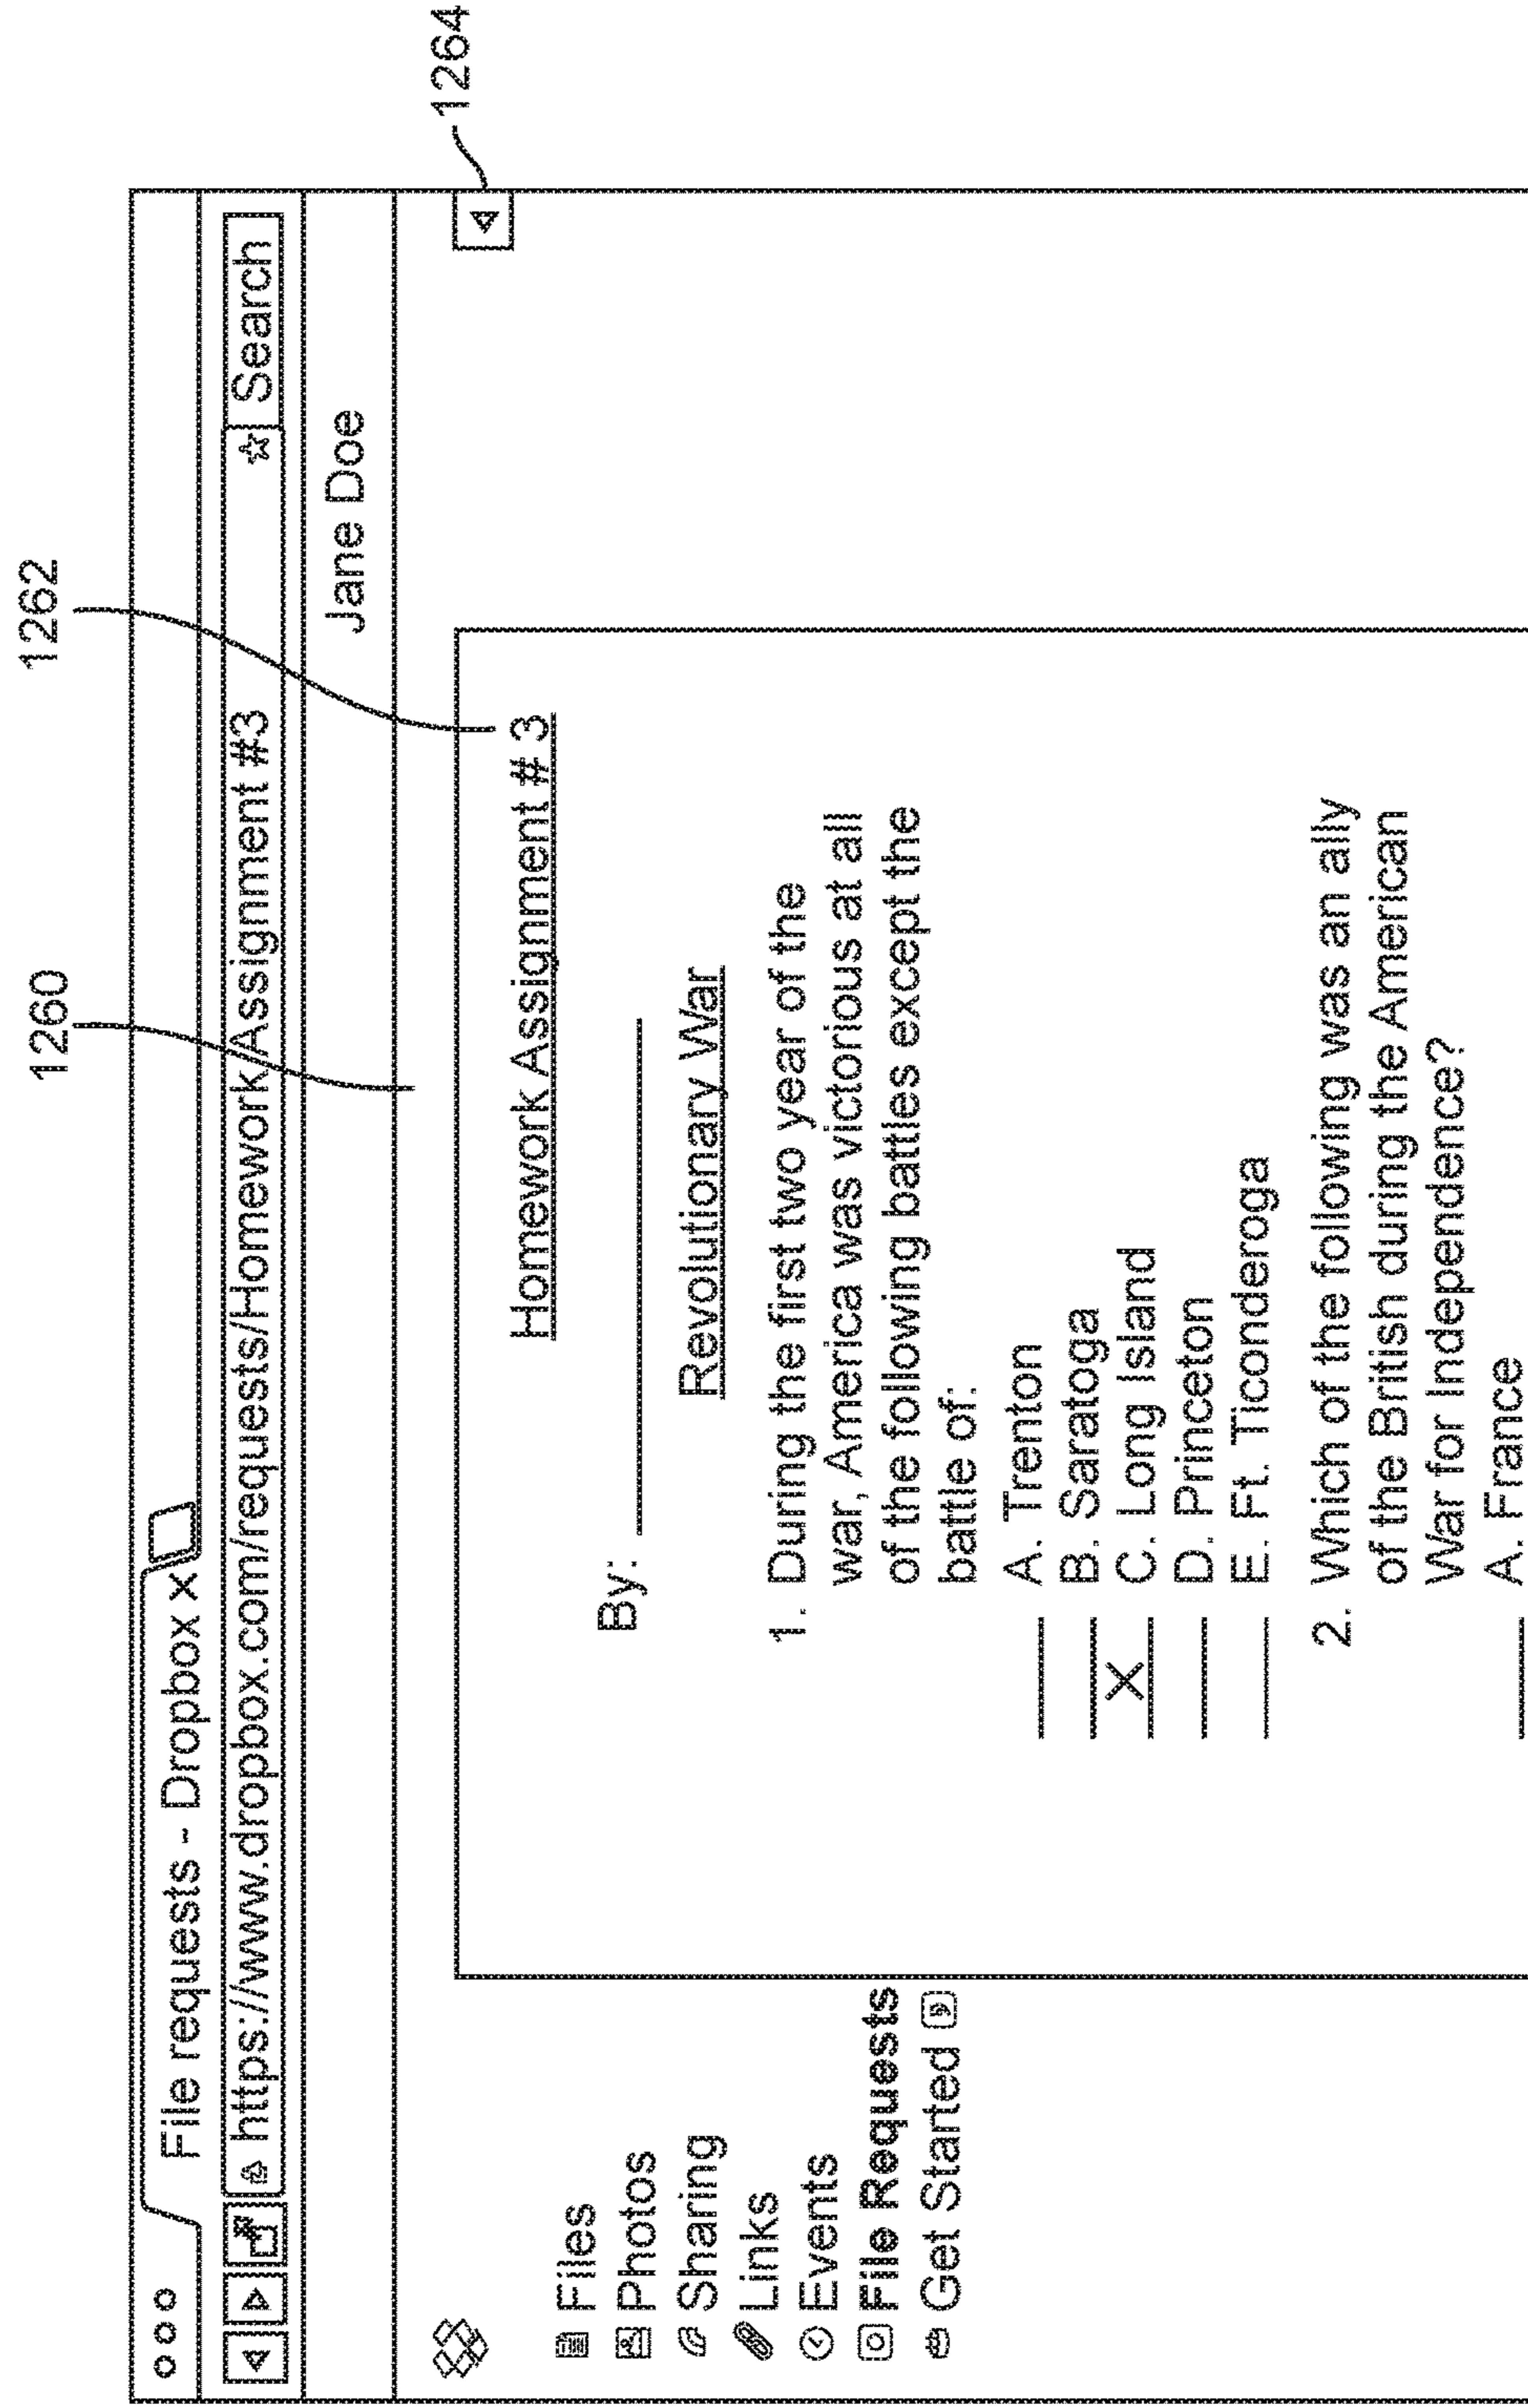 1260
1262
1264
File requests - Dropbox X
https://www.dropbox.com/requests/HomeworkAssignment #3
Search
Jane Doe
Files
Photos
Sharing
Links
Events
File Requests
Get Started
Homework Assignment # 3
By:
Revolutionary War
1. During the first two year of the
war, America was victorious at all
of the following battles except the
battle of:
A. Trenton
B. Saratoga
X C. Long Island
D. Princeton
E. Ft. Ticonderoga
2. Which of the following was an ally
of the British during the American
War for Independence?
A. France